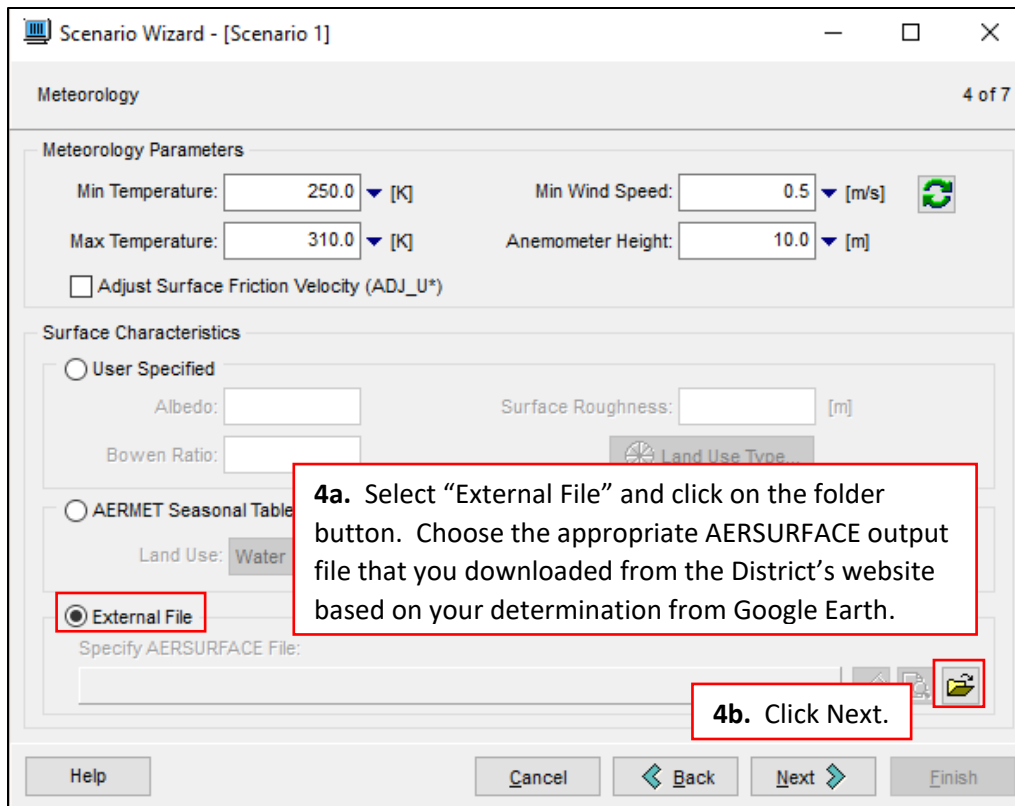 Scenario Wizard - [Scenario 1]
Meteorology 4 of 7
Meteorology Parameters
Min Temperature: 250.0 [K] Min Wind Speed: 0.5 [m/s]
Max Temperature: 310.0 [K] Anemometer Height: 10.0 [m]
Adjust Surface Friction Velocity (ADJ_U*)
Surface Characteristics
User Specified
Albedo: Surface Roughness: [m]
Bowen Ratio: Land Use Type...
4a. Select “External File” and click on the folder
button. Choose the appropriate AERSURFACE output
file that you downloaded from the District’s website
based on your determination from Google Earth.
AERMET Seasonal Table
Land Use: Water
External File
Specify AERSURFACE File:
4b. Click Next.
Help Cancel Back Next Finish